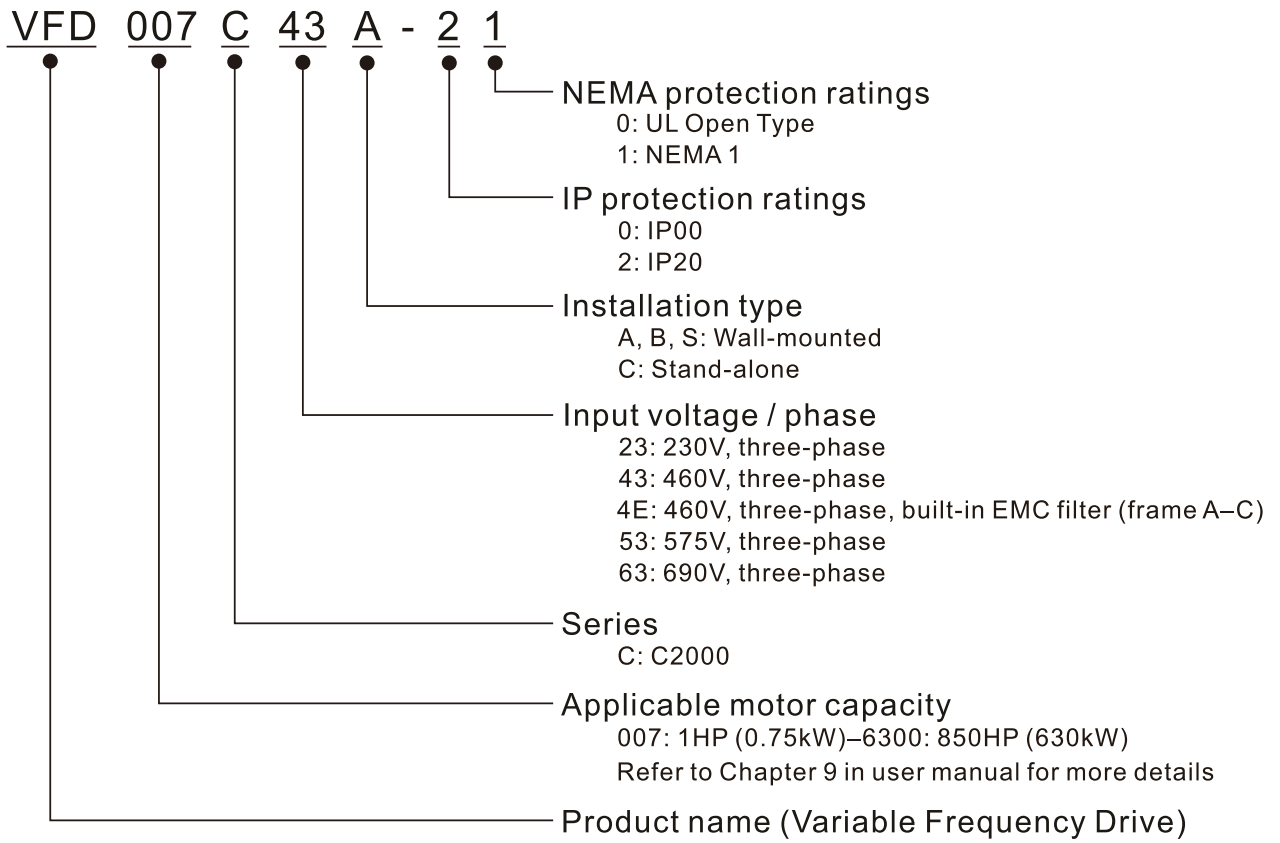 VFD 007 C 43 A - 2 1
NEMA protection ratings
0: UL Open Type
1: NEMA 1
IP protection ratings
0: IP00
2: IP20
Installation type
A, B, S: Wall-mounted
C: Stand-alone
Input voltage / phase
23: 230V, three-phase
43: 460V, three-phase
4E: 460V, three-phase, built-in EMC filter (frame A–C)
53: 575V, three-phase
63: 690V, three-phase
Series
C: C2000
Applicable motor capacity
007: 1HP (0.75kW)–6300: 850HP (630kW)
Refer to Chapter 9 in user manual for more details
Product name (Variable Frequency Drive)